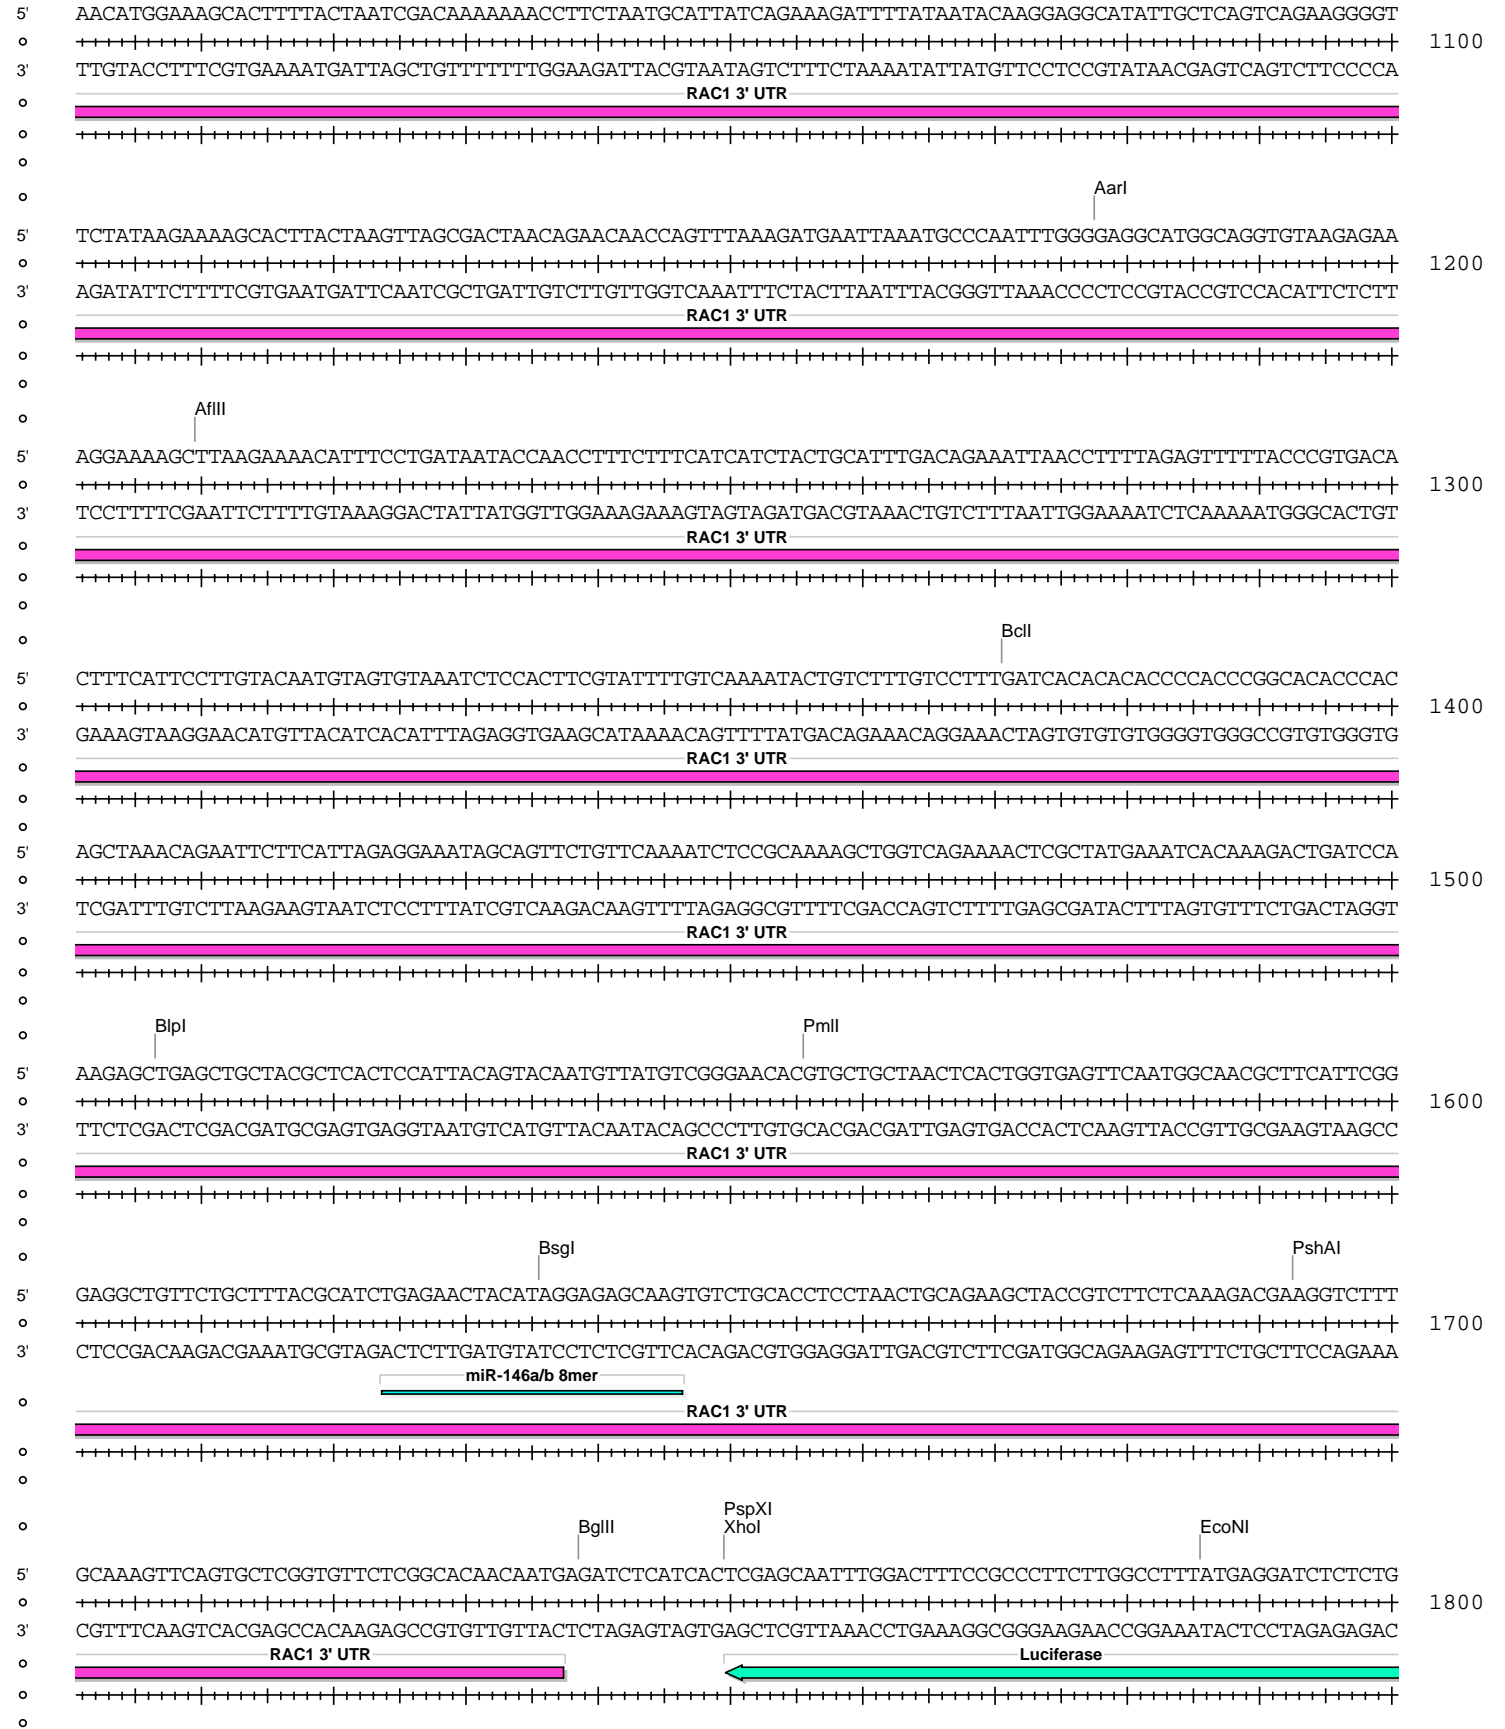 5' AACATGGAAAGCACTTTTACTAATCGACAAAAAAACCTTCTAATGCATTATCAGAAAGATTTTATAATACAAGGAGGCATATTGCTCAGTCAGAAGGGGT
1100
3' TTGTACCTTTCGTGAAAATGATTAGCTGTTTTTTTGGAAGATTACGTAATAGTCTTTCTAAAATATTATGTTCCTCCGTATAACGAGTCAGTCTTCCCCA
RAC1 3' UTR
AarI
5' TCTATAAGAAAAGCACTTACTAAGTTAGCGACTAACAGAACAACCAGTTTAAAGATGAATTAAATGCCCAATTTGGGGAGGCATGGCAGGTGTAAGAGAA
1200
3' AGATATTCTTTTCGTGAATGATTCAATCGCTGATTGTCTTGTTGGTCAAATTTCTACTTAATTTACGGGTTAAACCCCTCCGTACCGTCCACATTCTCTT
RAC1 3' UTR
AflII
5' AGGAAAAGCTTAAGAAAACATTTCCTGATAATACCAACCTTTCTTTCATCATCTACTGCATTTGACAGAAATTAACCTTTTAGAGTTTTTACCCGTGACA
1300
3' TCCTTTTCGAATTCTTTTGTAAAGGACTATTATGGTTGGAAAGAAAGTAGTAGATGACGTAAACTGTCTTTAATTGGAAAATCTCAAAAATGGGCACTGT
RAC1 3' UTR
BclI
5' CTTTCATTCCTTGTACAATGTAGTGTAAATCTCCACTTCGTATTTTGTCAAAATACTGTCTTTGTCCTTTGATCACACACACCCCACCCGGCACACCCAC
1400
3' GAAAGTAAGGAACATGTTACATCACATTTAGAGGTGAAGCATAAAACAGTTTTATGACAGAAACAGGAAACTAGTGTGTGTGGGGTGGGCCGTGTGGGTG
RAC1 3' UTR
5' AGCTAAACAGAATTCTTCATTAGAGGAAATAGCAGTTCTGTTCAAAATCTCCGCAAAAGCTGGTCAGAAAACTCGCTATGAAATCACAAAGACTGATCCA
1500
3' TCGATTTGTCTTAAGAAGTAATCTCCTTTATCGTCAAGACAAGTTTTAGAGGCGTTTTCGACCAGTCTTTTGAGCGATACTTTAGTGTTTCTGACTAGGT
RAC1 3' UTR
BlpI PmlI
5' AAGAGCTGAGCTGCTACGCTCACTCCATTACAGTACAATGTTATGTCGGGAACACGTGCTGCTAACTCACTGGTGAGTTCAATGGCAACGCTTCATTCGG
1600
3' TTCTCGACTCGACGATGCGAGTGAGGTAATGTCATGTTACAATACAGCCCTTGTGCACGACGATTGAGTGACCACTCAAGTTACCGTTGCGAAGTAAGCC
RAC1 3' UTR
BsgI PshAI
5' GAGGCTGTTCTGCTTTACGCATCTGAGAACTACATAGGAGAGCAAGTGTCTGCACCTCCTAACTGCAGAAGCTACCGTCTTCTCAAAGACGAAGGTCTTT
1700
3' CTCCGACAAGACGAAATGCGTAGACTCTTGATGTATCCTCTCGTTCACAGACGTGGAGGATTGACGTCTTCGATGGCAGAAGAGTTTCTGCTTCCAGAAA
miR-146a/b 8mer
RAC1 3' UTR
PspXI
BglII XhoI EcoNI
5' GCAAAGTTCAGTGCTCGGTGTTCTCGGCACAACAATGAGATCTCATCACTCGAGCAATTTGGACTTTCCGCCCTTCTTGGCCTTTATGAGGATCTCTCTG
1800
3' CGTTTCAAGTCACGAGCCACAAGAGCCGTGTTGTTACTCTAGAGTAGTGAGCTCGTTAAACCTGAAAGGCGGGAAGAACCGGAAATACTCCTAGAGAGAC
RAC1 3' UTR Luciferase